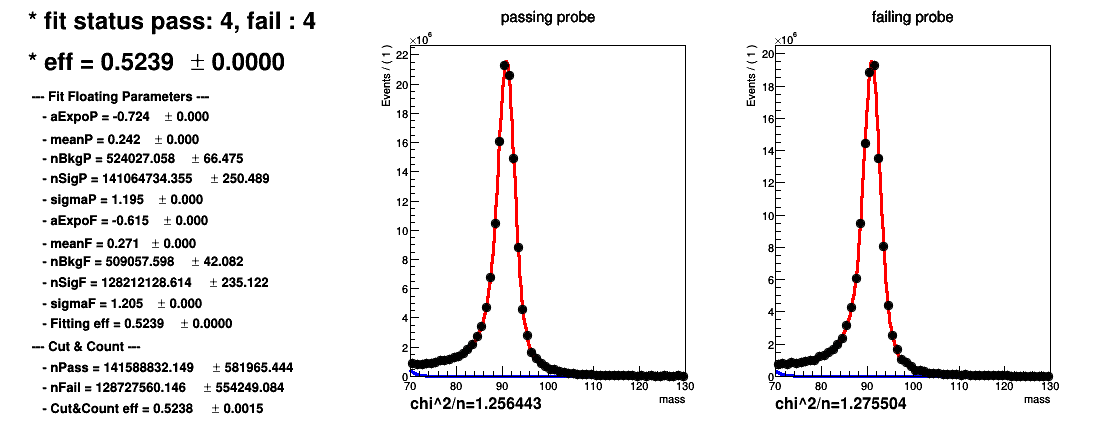 * fit status pass: 4, fail : 4
* eff = 0.5239 ± 0.0000
--- Fit Floating Parameters ---
- aExpoP = -0.724 ± 0.000
- meanP = 0.242 ± 0.000
- nBkgP = 524027.058 ± 66.475
- nSigP = 141064734.355 ± 250.489
- sigmaP = 1.195 ± 0.000
- aExpoF = -0.615 ± 0.000
- meanF = 0.271 ± 0.000
- nBkgF = 509057.598 ± 42.082
- nSigF = 128212128.614 ± 235.122
- sigmaF = 1.205 ± 0.000
- Fitting eff = 0.5239 ± 0.0000
--- Cut & Count ---
- nPass = 141588832.149 ± 581965.444
- nFail = 128727560.146 ± 554249.084
- Cut&Count eff = 0.5238 ± 0.0015
passing probe
×10⁶
Events / ( 1 )
22
20
18
16
14
12
10
8
6
4
2
0
70 80 90 100 110 120 130
mass
chi^2/n=1.256443
failing probe
×10⁶
Events / ( 1 )
20
18
16
14
12
10
8
6
4
2
0
70 80 90 100 110 120 130
mass
chi^2/n=1.275504